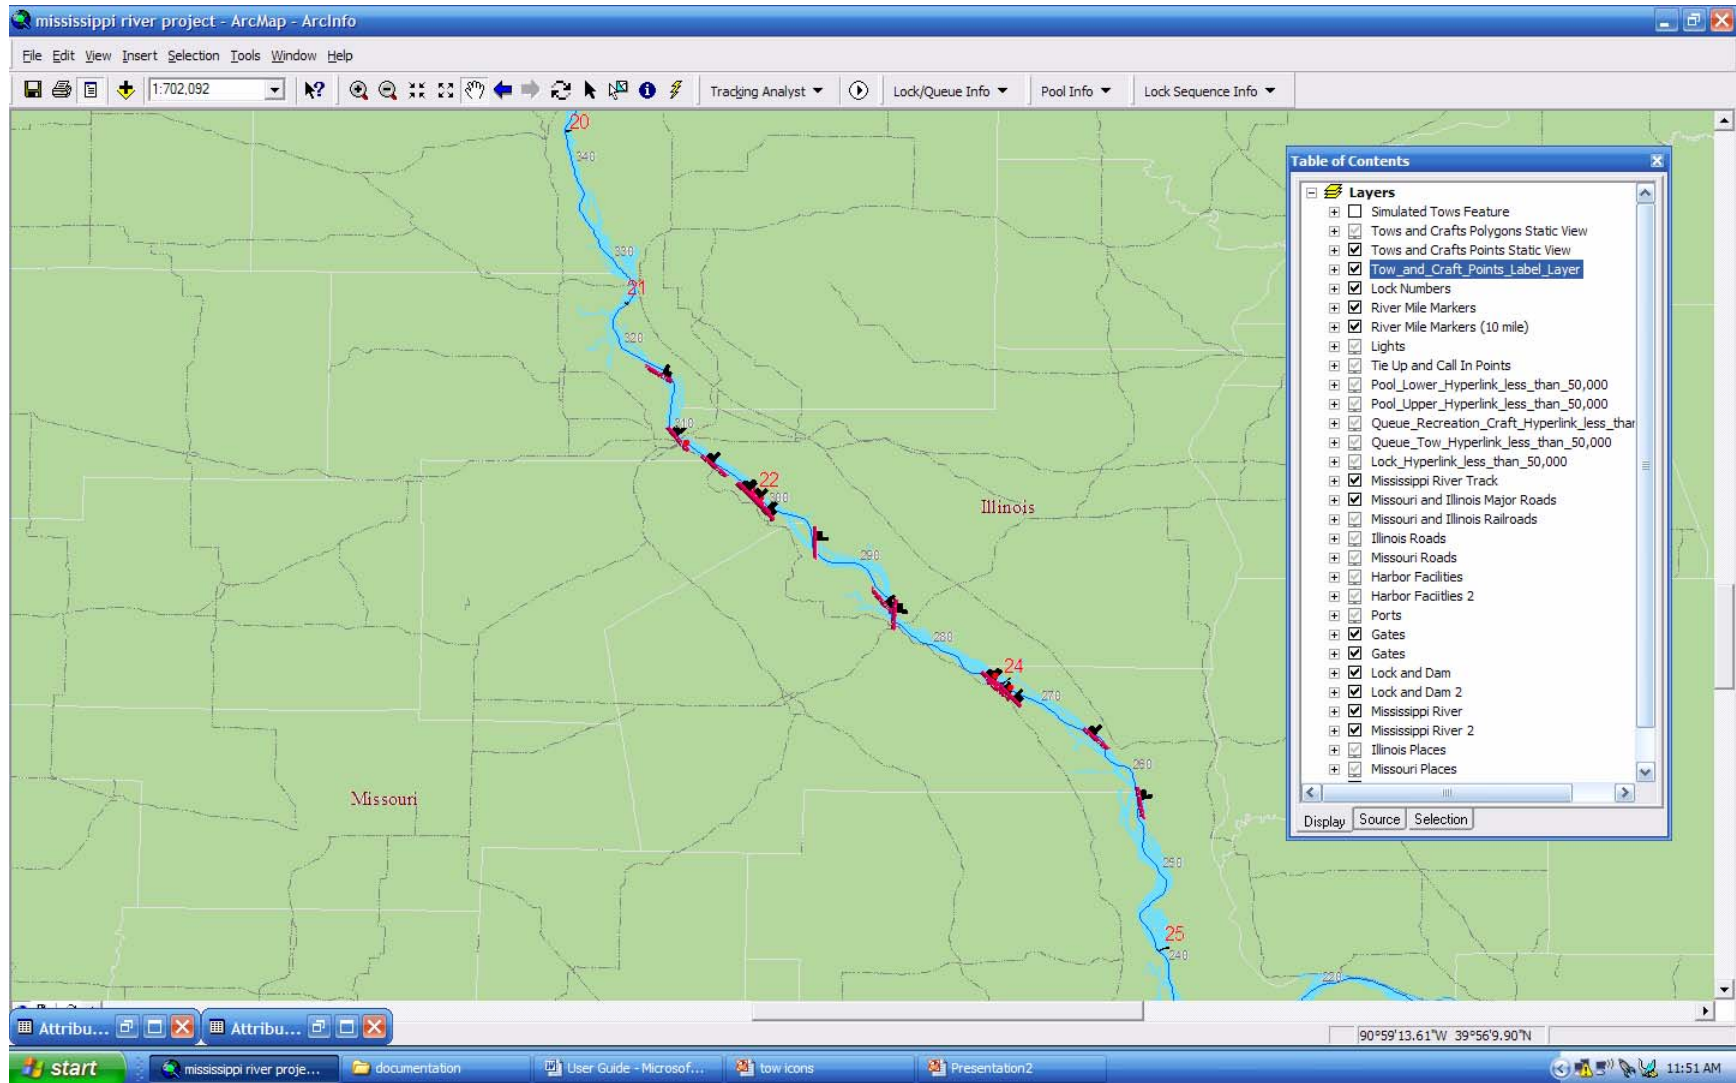 mississippi river project - ArcMap - ArcInfo
File Edit View Insert Selection Tools Window Help
1:702,092 Tracking Analyst Lock/Queue Info Pool Info Lock Sequence Info
20
340
330
21
320
310
22
300
Illinois
290
280
24
270
260
Missouri
250
25
240
220
Table of Contents
Layers
Simulated Tows Feature
Tows and Crafts Polygons Static View
Tows and Crafts Points Static View
Tow_and_Craft_Points_Label_Layer
Lock Numbers
River Mile Markers
River Mile Markers (10 mile)
Lights
Tie Up and Call In Points
Pool_Lower_Hyperlink_less_than_50,000
Pool_Upper_Hyperlink_less_than_50,000
Queue_Recreation_Craft_Hyperlink_less_thar
Queue_Tow_Hyperlink_less_than_50,000
Lock_Hyperlink_less_than_50,000
Mississippi River Track
Missouri and Illinois Major Roads
Missouri and Illinois Railroads
Illinois Roads
Missouri Roads
Harbor Facilities
Harbor Faciitlies 2
Ports
Gates
Gates
Lock and Dam
Lock and Dam 2
Mississippi River
Mississippi River 2
Illinois Places
Missouri Places
Display Source Selection
Attribu... Attribu...
90°59'13.61"W 39°56'9.90"N
start mississippi river proje... documentation User Guide - Microsof... tow icons Presentation2 11:51 AM